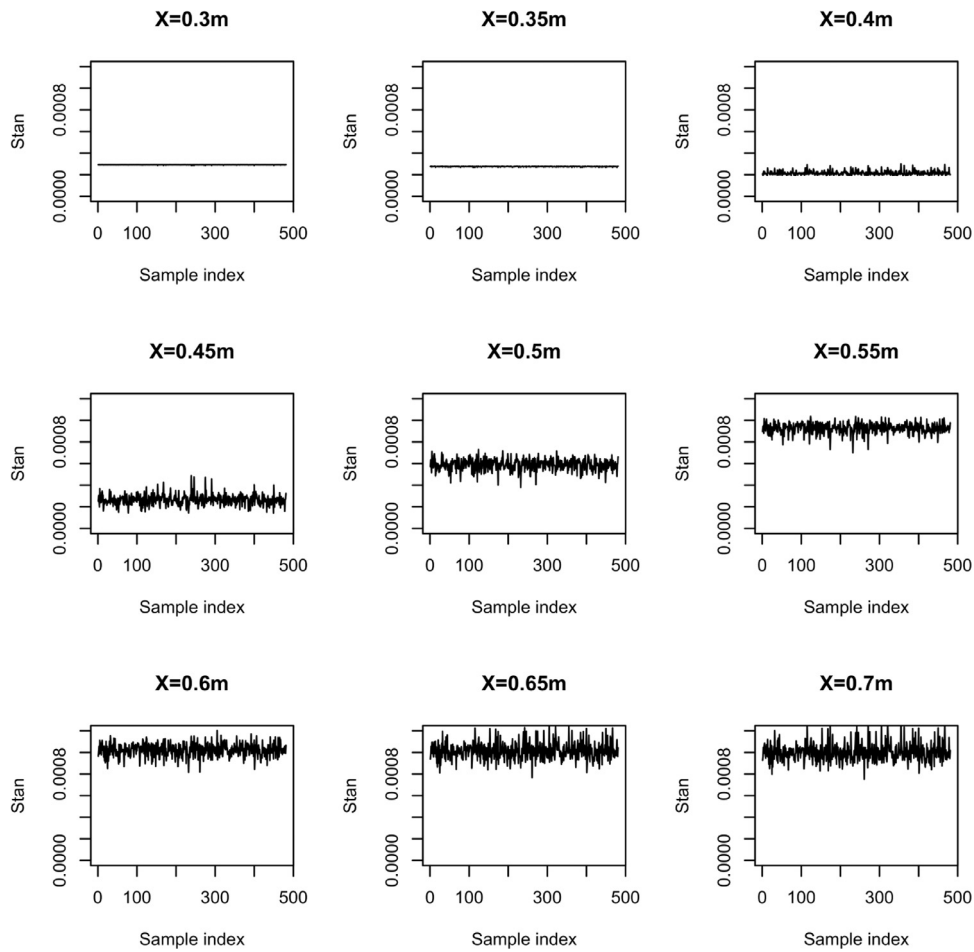 X=0.3m
Stan
0.0008
0.0000
0 100 300 500
Sample index
X=0.35m
Stan
0.0008
0.0000
0 100 300 500
Sample index
X=0.4m
Stan
0.0008
0.0000
0 100 300 500
Sample index
X=0.45m
Stan
0.0008
0.0000
0 100 300 500
Sample index
X=0.5m
Stan
0.0008
0.0000
0 100 300 500
Sample index
X=0.55m
Stan
0.0008
0.0000
0 100 300 500
Sample index
X=0.6m
Stan
0.0008
0.0000
0 100 300 500
Sample index
X=0.65m
Stan
0.0008
0.0000
0 100 300 500
Sample index
X=0.7m
Stan
0.0008
0.0000
0 100 300 500
Sample index